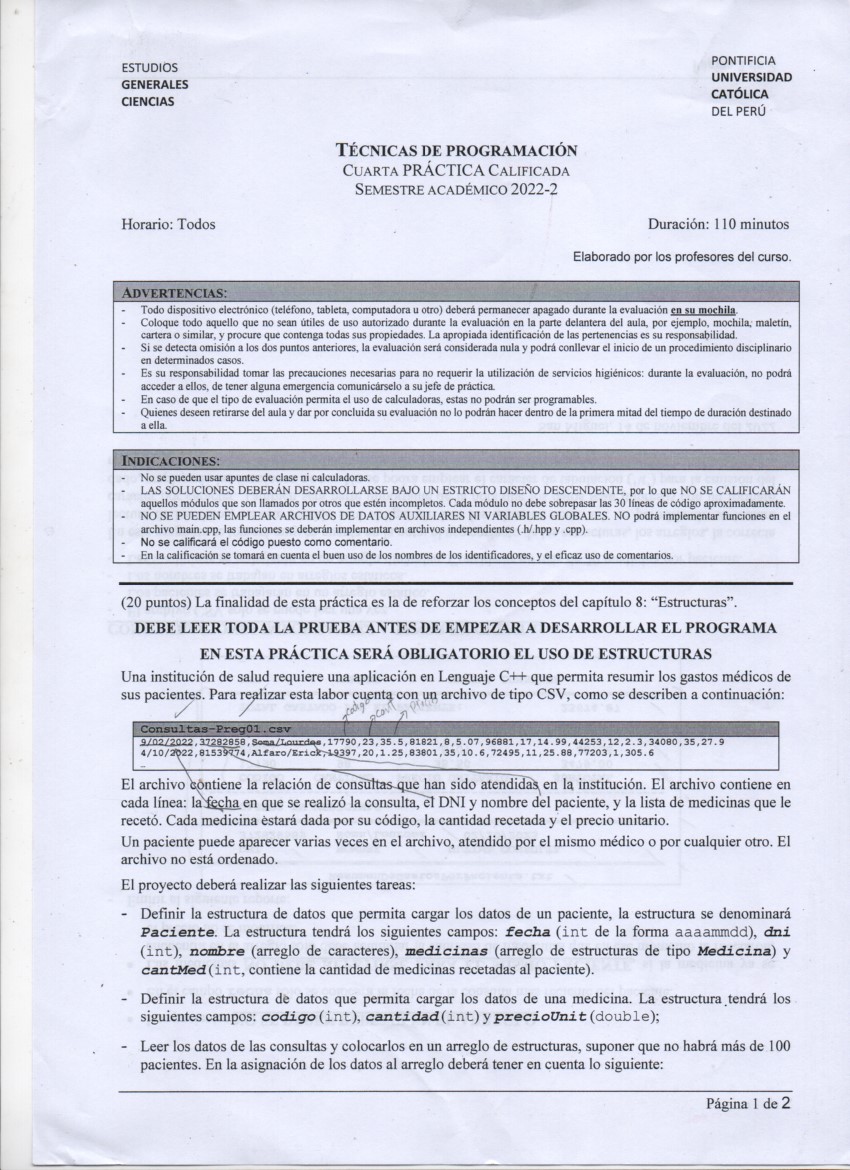 ESTUDIOS
GENERALES
CIENCIAS
PONTIFICIA
UNIVERSIDAD
CATÓLICA
DEL PERÚ
TÉCNICAS DE PROGRAMACIÓN
CUARTA PRÁCTICA CALIFICADA
SEMESTRE ACADÉMICO 2022-2
Horario: Todos
Duración: 110 minutos
Elaborado por los profesores del curso.
ADVERTENCIAS:
- Todo dispositivo electrónico (teléfono, tableta, computadora u otro) deberá permanecer apagado durante la evaluación en su mochila.
- Coloque todo aquello que no sean útiles de uso autorizado durante la evaluación en la parte delantera del aula, por ejemplo, mochila, maletín,
cartera o similar, y procure que contenga todas sus propiedades. La apropiada identificación de las pertenencias es su responsabilidad.
- Si se detecta omisión a los dos puntos anteriores, la evaluación será considerada nula y podrá conllevar el inicio de un procedimiento disciplinario
en determinados casos.
- Es su responsabilidad tomar las precauciones necesarias para no requerir la utilización de servicios higiénicos: durante la evaluación, no podrá
acceder a ellos, de tener alguna emergencia comunicárselo a su jefe de práctica.
- En caso de que el tipo de evaluación permita el uso de calculadoras, estas no podrán ser programables.
- Quienes deseen retirarse del aula y dar por concluida su evaluación no lo podrán hacer dentro de la primera mitad del tiempo de duración destinado
a ella.
INDICACIONES:
- No se pueden usar apuntes de clase ni calculadoras.
- LAS SOLUCIONES DEBERÁN DESARROLLARSE BAJO UN ESTRICTO DISEÑO DESCENDENTE, por lo que NO SE CALIFICARÁN
aquellos módulos que son llamados por otros que estén incompletos. Cada módulo no debe sobrepasar las 30 líneas de código aproximadamente.
- NO SE PUEDEN EMPLEAR ARCHIVOS DE DATOS AUXILIARES NI VARIABLES GLOBALES. NO podrá implementar funciones en el
archivo main.cpp, las funciones se deberán implementar en archivos independientes (.h/.hpp y .cpp).
- No se calificará el código puesto como comentario.
- En la calificación se tomará en cuenta el buen uso de los nombres de los identificadores, y el eficaz uso de comentarios.
(20 puntos) La finalidad de esta práctica es la de reforzar los conceptos del capítulo 8: “Estructuras”.
DEBE LEER TODA LA PRUEBA ANTES DE EMPEZAR A DESARROLLAR EL PROGRAMA
EN ESTA PRÁCTICA SERÁ OBLIGATORIO EL USO DE ESTRUCTURAS
Una institución de salud requiere una aplicación en Lenguaje C++ que permita resumir los gastos médicos de
sus pacientes. Para realizar esta labor cuenta con un archivo de tipo CSV, como se describen a continuación:
Consultas-Preg01.csv
9/02/2022,37282858,Soma/Lourdes,17790,23,35.5,81821,8,5.07,96881,17,14.99,44253,12,2.3,34080,35,27.9
4/10/2022,81539774,Alfaro/Erick,19397,20,1.25,83801,35,10.6,72495,11,25.88,77203,1,305.6
…
El archivo contiene la relación de consultas que han sido atendidas en la institución. El archivo contiene en
cada línea: la fecha en que se realizó la consulta, el DNI y nombre del paciente, y la lista de medicinas que le
recetó. Cada medicina estará dada por su código, la cantidad recetada y el precio unitario.
Un paciente puede aparecer varias veces en el archivo, atendido por el mismo médico o por cualquier otro. El
archivo no está ordenado.
El proyecto deberá realizar las siguientes tareas:
- Definir la estructura de datos que permita cargar los datos de un paciente, la estructura se denominará
Paciente. La estructura tendrá los siguientes campos: fecha (int de la forma aaaammdd), dni
(int), nombre (arreglo de caracteres), medicinas (arreglo de estructuras de tipo Medicina) y
cantMed (int, contiene la cantidad de medicinas recetadas al paciente).
- Definir la estructura de datos que permita cargar los datos de una medicina. La estructura tendrá los
siguientes campos: codigo (int), cantidad (int) y precioUnit (double);
- Leer los datos de las consultas y colocarlos en un arreglo de estructuras, suponer que no habrá más de 100
pacientes. En la asignación de los datos al arreglo deberá tener en cuenta lo siguiente:
Página 1 de 2